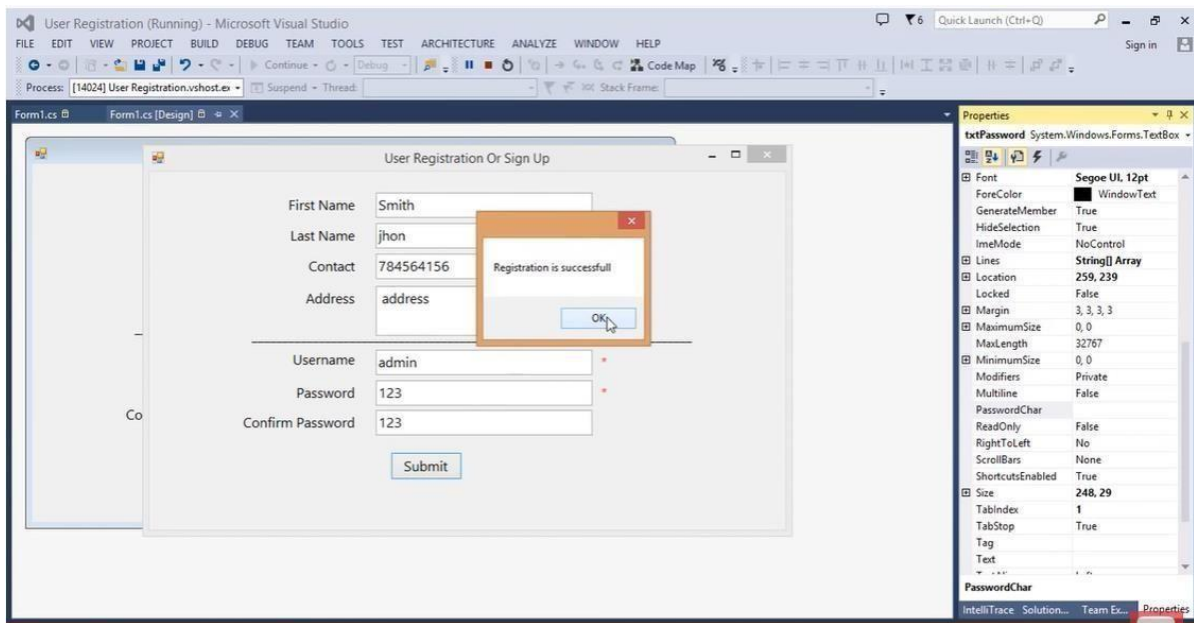 User Registration (Running) - Microsoft Visual Studio
6
Quick Launch (Ctrl+Q)
FILE EDIT VIEW PROJECT BUILD DEBUG TEAM TOOLS TEST ARCHITECTURE ANALYZE WINDOW HELP
Sign in
Continue
Debug
Code Map
Process: [14024] User Registration.vshost.ex
Suspend
Thread:
Stack Frame:
Form1.cs
Form1.cs [Design]
User Registration Or Sign Up
First Name Smith
Last Name jhon
Contact 784564156
Address address
Registration is successfull
OK
Username admin *
Password 123 *
Co
Confirm Password 123
Submit
Properties
txtPassword System.Windows.Forms.TextBox
Font Segoe UI, 12pt
ForeColor WindowText
GenerateMember True
HideSelection True
ImeMode NoControl
Lines String[] Array
Location 259, 239
Locked False
Margin 3, 3, 3, 3
MaximumSize 0, 0
MaxLength 32767
MinimumSize 0, 0
Modifiers Private
Multiline False
PasswordChar
ReadOnly False
RightToLeft No
ScrollBars None
ShortcutsEnabled True
Size 248, 29
TabIndex 1
TabStop True
Tag
Text
PasswordChar
IntelliTrace Solution... Team Ex... Properties